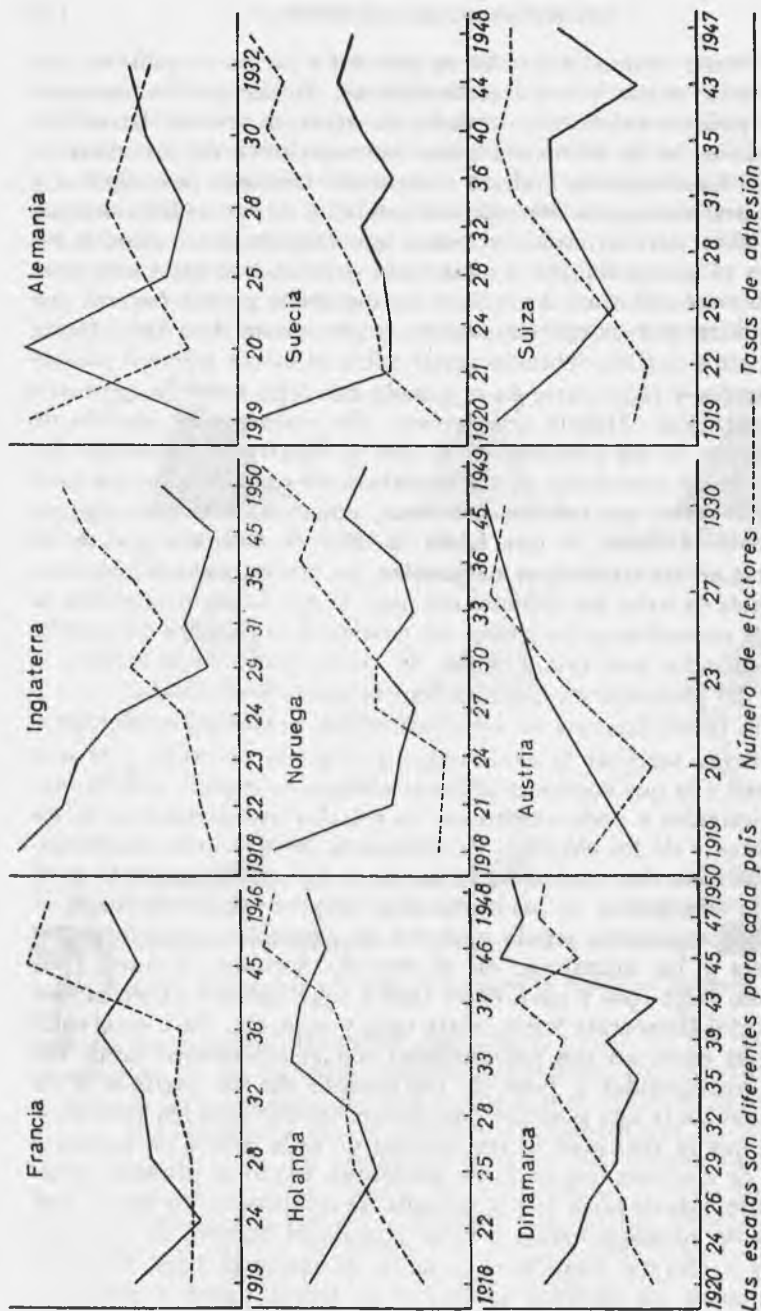 Francia
Inglaterra
Alemania
1919 24 28 32 36 45 1946
1918 22 23 24 29 31 35 45 1950
1919 20 25 28 30 1932
Holanda
Noruega
Suecia
1918 22 25 28 33 37 46 1948
1918 21 24 27 30 33 36 45 1949
1920 21 24 28 32 36 40 44 1948
Dinamarca
Austria
Suiza
1920 24 26 29 32 35 39 43 45 47 1950
1919 20 23 27 1930
1919 22 25 28 35 43 1947
Las escalas son diferentes para cada país Número de electores Tasas de adhesión